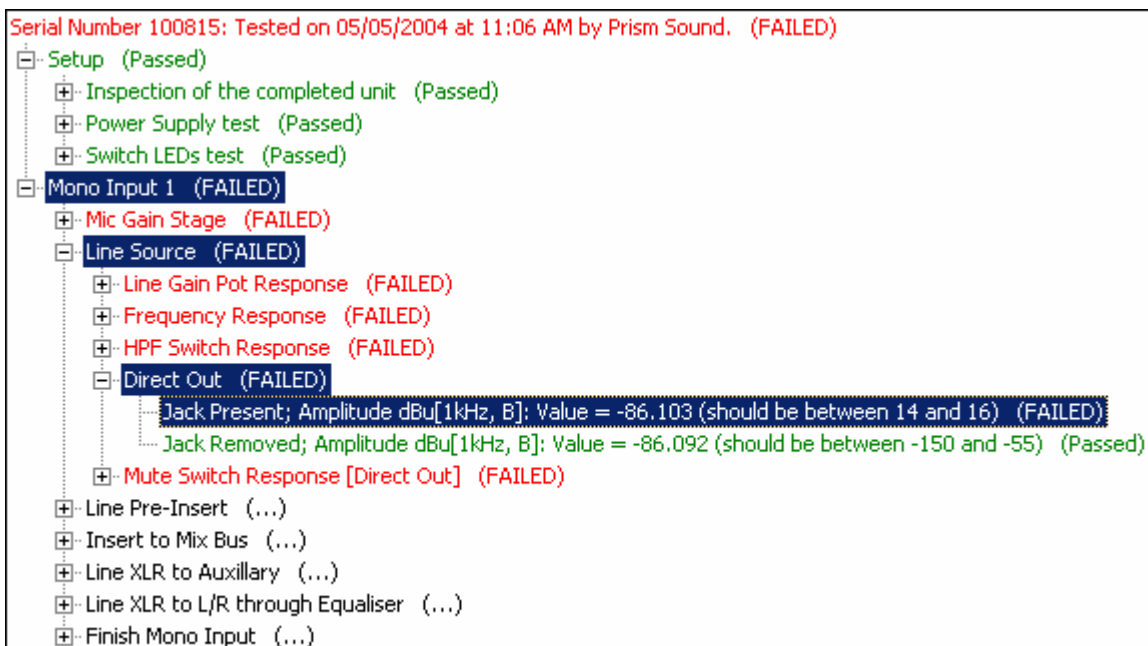 Serial Number 100815: Tested on 05/05/2004 at 11:06 AM by Prism Sound. (FAILED)
Setup (Passed)
Inspection of the completed unit (Passed)
Power Supply test (Passed)
Switch LEDs test (Passed)
Mono Input 1 (FAILED)
Mic Gain Stage (FAILED)
Line Source (FAILED)
Line Gain Pot Response (FAILED)
Frequency Response (FAILED)
HPF Switch Response (FAILED)
Direct Out (FAILED)
Jack Present; Amplitude dBu[1kHz, B]: Value = -86.103 (should be between 14 and 16) (FAILED)
Jack Removed; Amplitude dBu[1kHz, B]: Value = -86.092 (should be between -150 and -55) (Passed)
Mute Switch Response [Direct Out] (FAILED)
Line Pre-Insert (...)
Insert to Mix Bus (...)
Line XLR to Auxillary (...)
Line XLR to L/R through Equaliser (...)
Finish Mono Input (...)